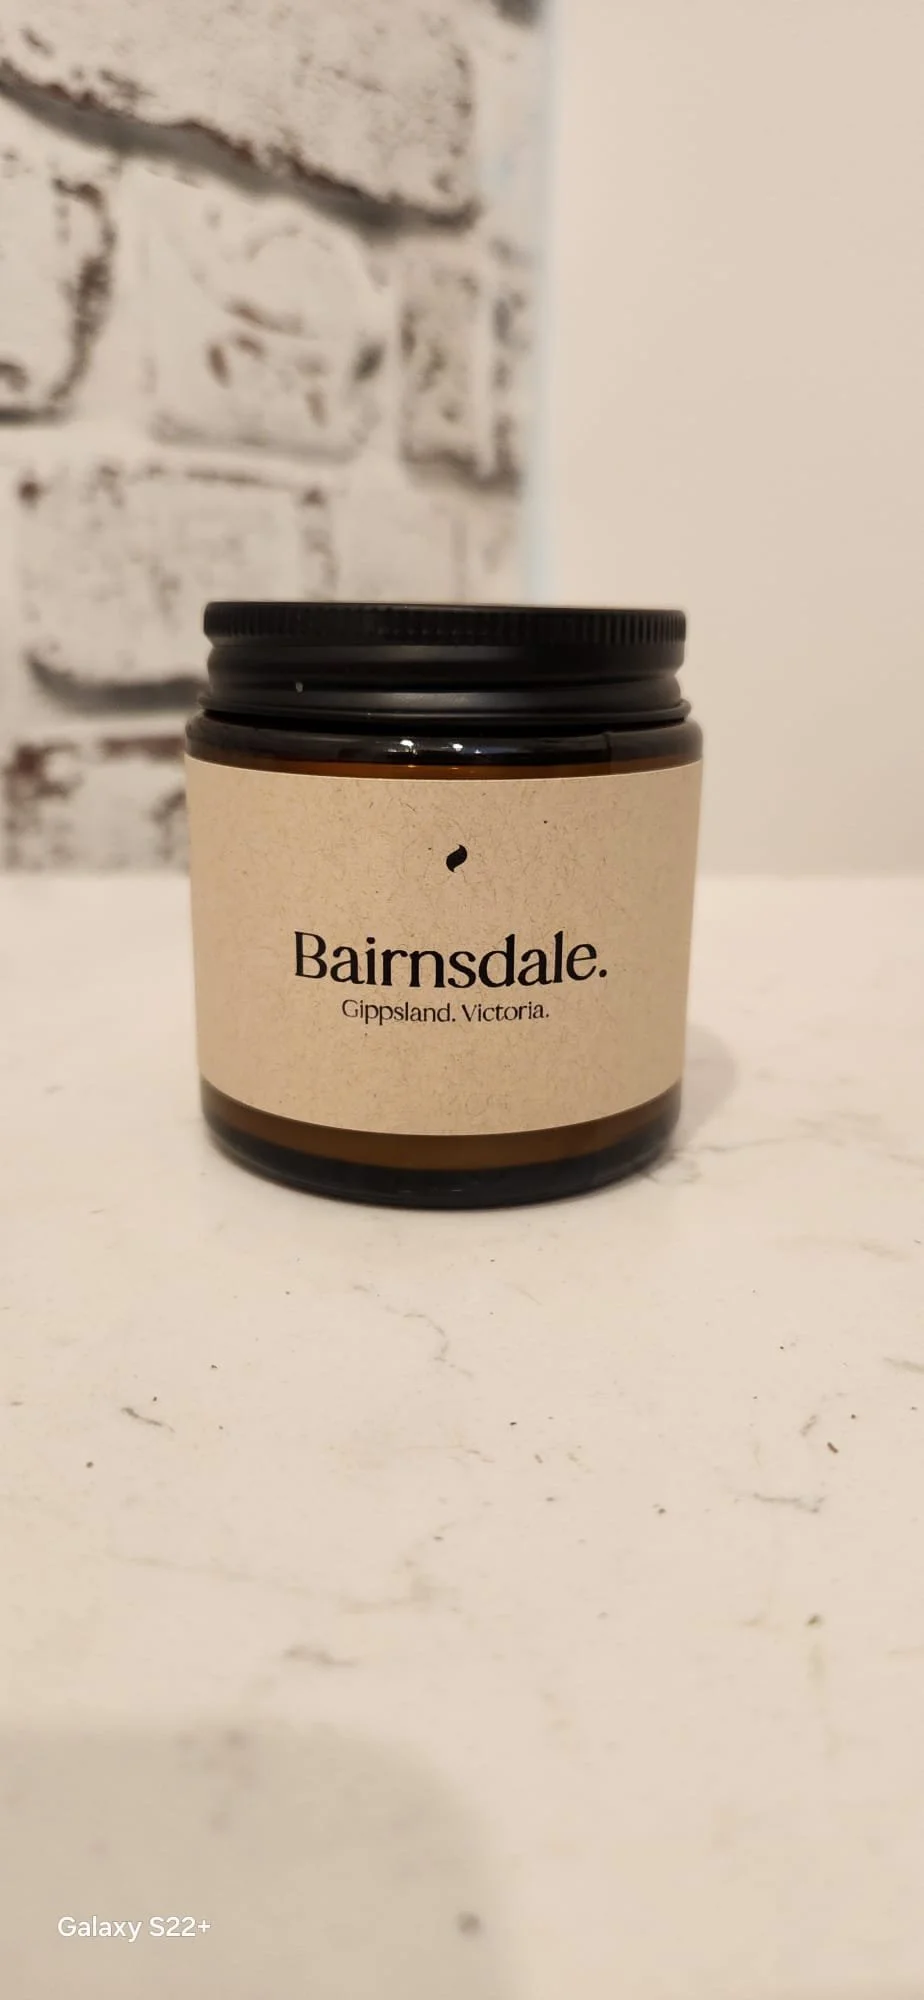 Bairnsdale.
Gippsland. Victoria.
Galaxy S22+